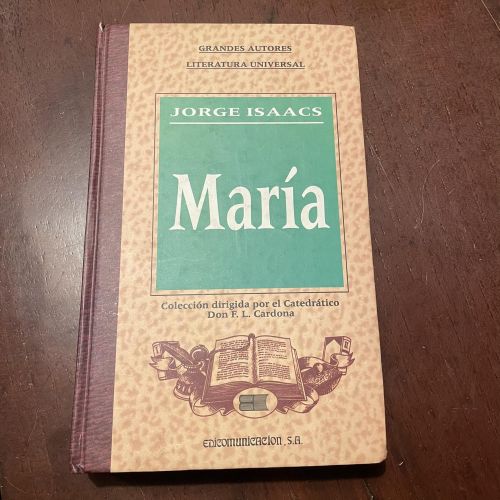 GRANDES AUTORES
LITERATURA UNIVERSAL
JORGE ISAACS
María
Colección dirigida por el Catedrático
Don F. L. Cardona
EDICOMUNICACION, S.A.